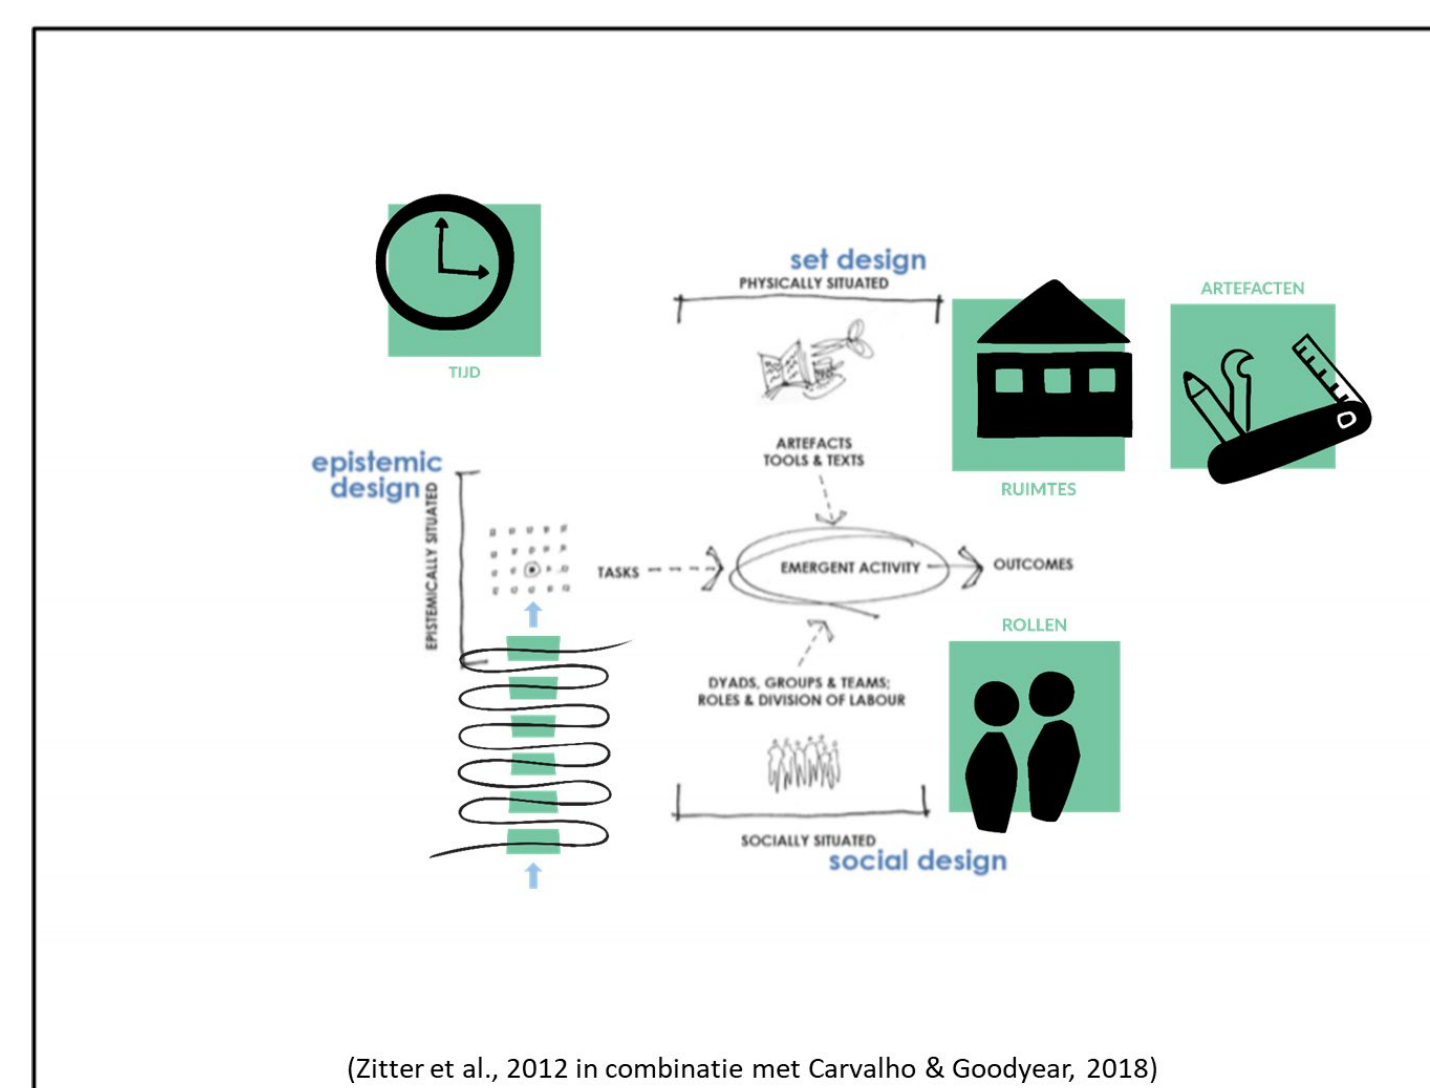 set design
PHYSICALLY SITUATED
ARTEFACTEN
TIJD
ARTEFACTS
TOOLS & TEXTS
epistemic
design
EPISTEMICALLY SITUATED
RUIMTES
TASKS
EMERGENT ACTIVITY
OUTCOMES
ROLLEN
DYADS, GROUPS & TEAMS;
ROLES & DIVISION OF LABOUR
SOCIALLY SITUATED
social design
(Zitter et al., 2012 in combinatie met Carvalho & Goodyear, 2018)